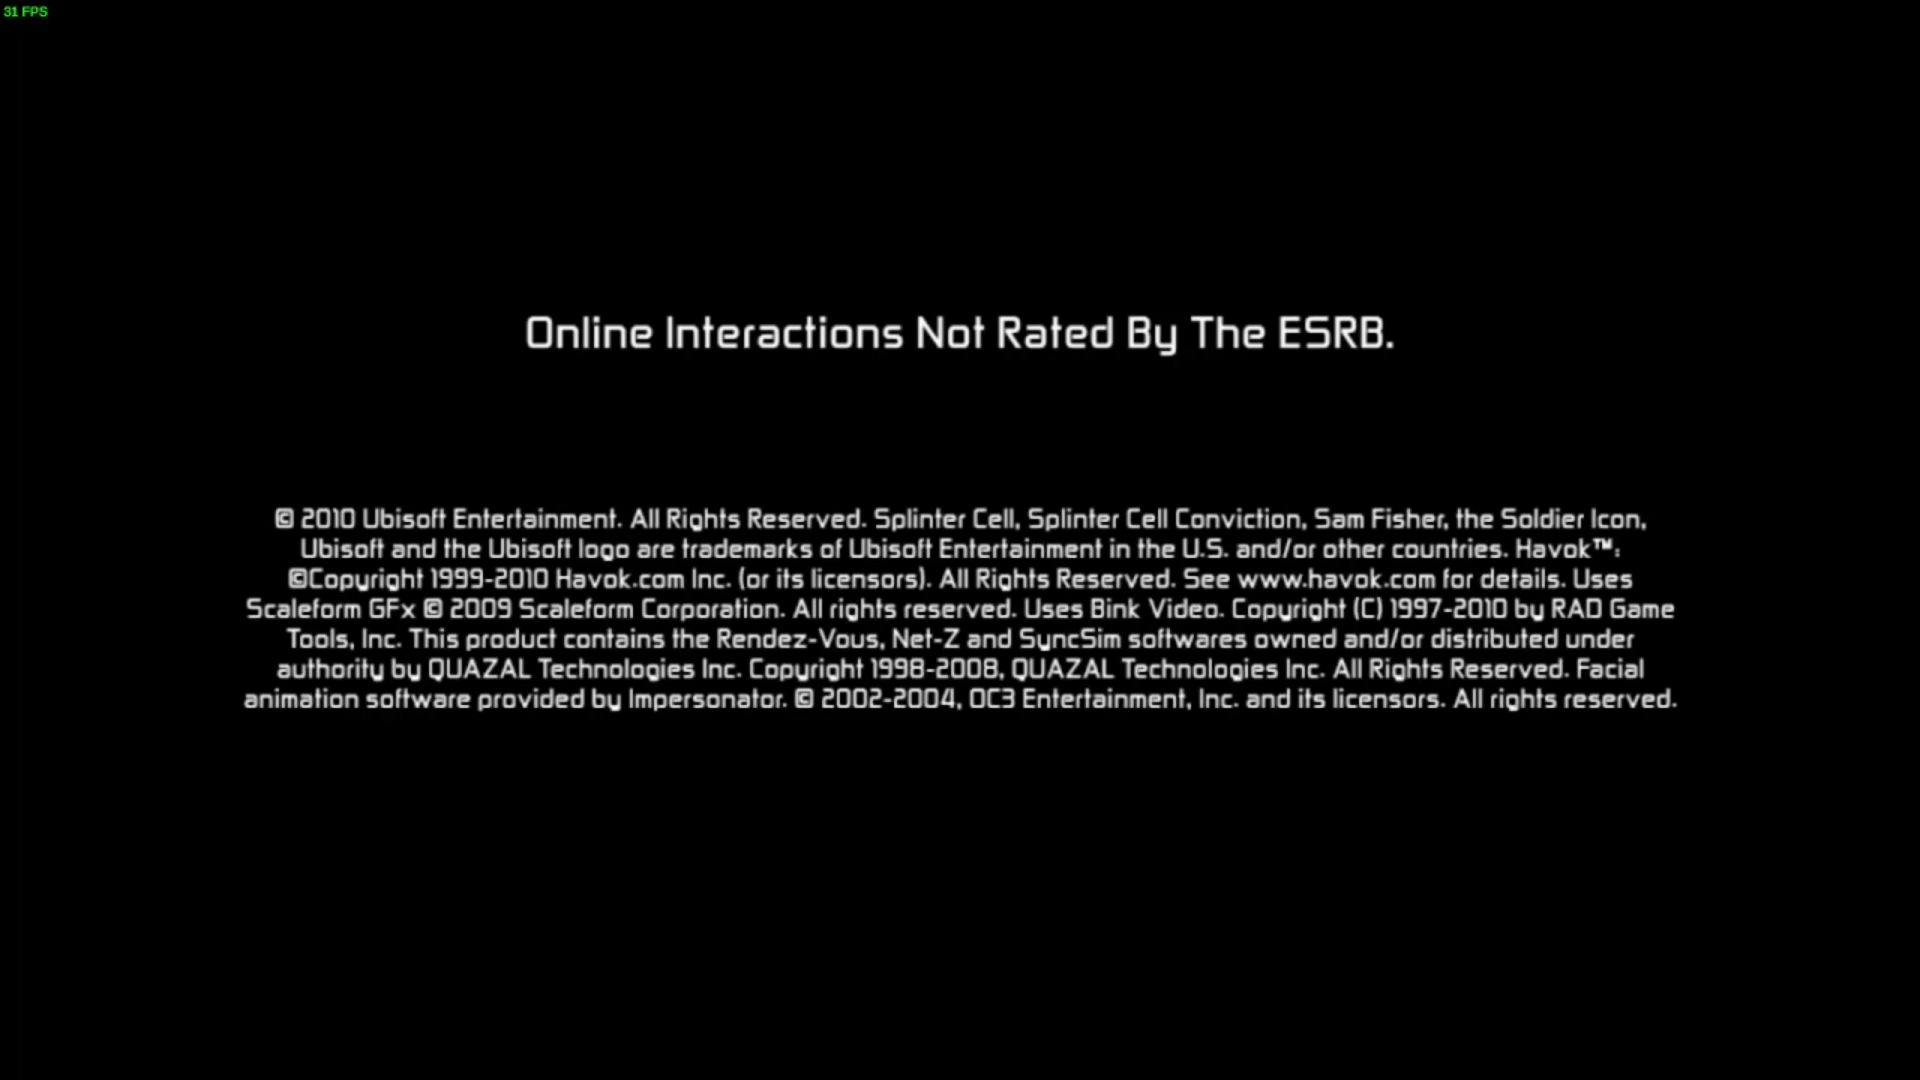 31 FPS
Online Interactions Not Rated By The ESRB.
© 2010 Ubisoft Entertainment. All Rights Reserved. Splinter Cell, Splinter Cell Conviction, Sam Fisher, the Soldier Icon,
Ubisoft and the Ubisoft logo are trademarks of Ubisoft Entertainment in the U.S. and/or other countries. Havok™:
©Copyright 1999-2010 Havok.com Inc. (or its licensors). All Rights Reserved. See www.havok.com for details. Uses
Scaleform GFx © 2009 Scaleform Corporation. All rights reserved. Uses Bink Video. Copyright (C) 1997-2010 by RAD Game
Tools, Inc. This product contains the Rendez-Vous, Net-Z and SyncSim softwares owned and/or distributed under
authority by QUAZAL Technologies Inc. Copyright 1998-2008, QUAZAL Technologies Inc. All Rights Reserved. Facial
animation software provided by Impersonator. © 2002-2004, OC3 Entertainment, Inc. and its licensors. All rights reserved.